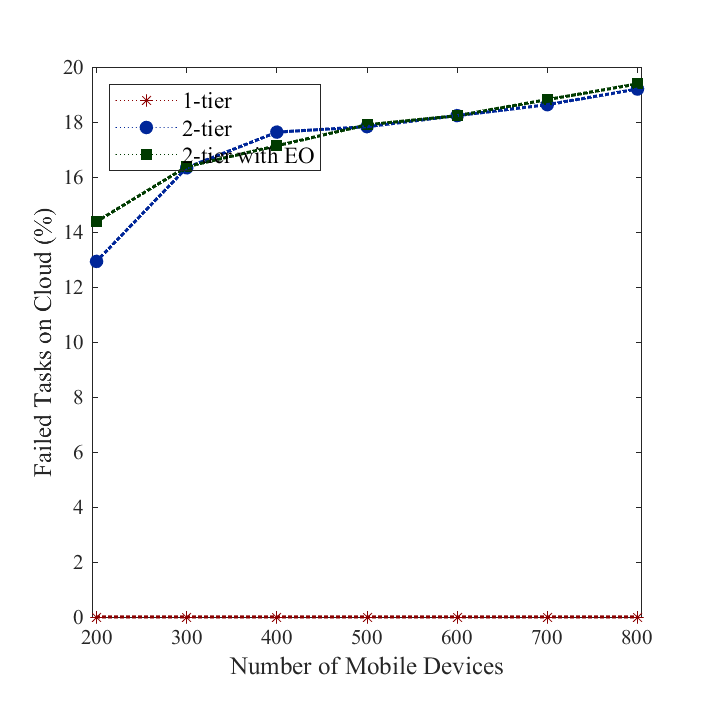 20
18
16
14
12
10
8
6
4
2
0
Failed Tasks on Cloud (%)
1-tier
2-tier
2-tier with EO
200 300 400 500 600 700 800
Number of Mobile Devices